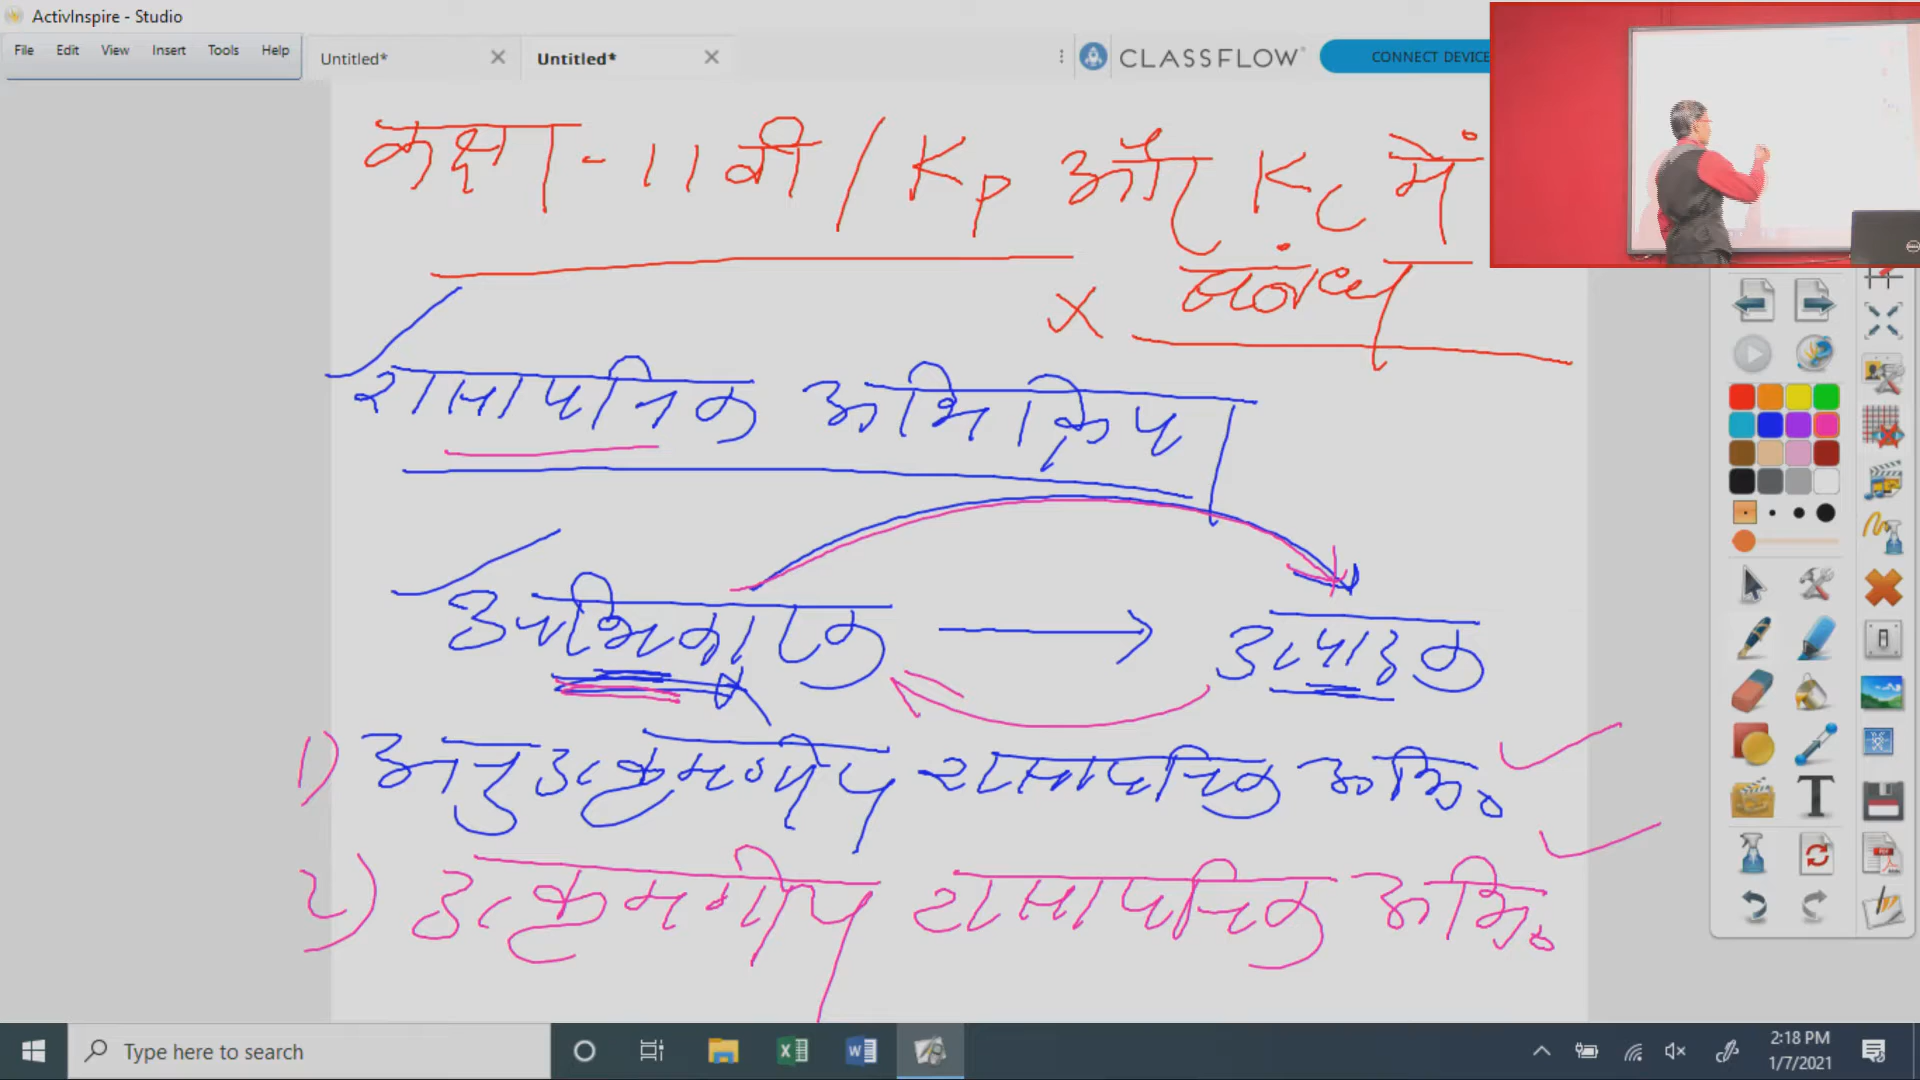 ActivInspire - Studio
File Edit View Insert Tools Help
Untitled* Untitled*
CLASSFLOW CONNECT DEVICE
कक्षा - 11वी / KP और KC में
x संबंध
रासायनिक अभिक्रिया
अभिकारक → उत्पादक
1) अनुउत्क्रमणीय रासायनिक अभि०
2) उत्क्रमणीय रासायनिक अभि०
Type here to search
2:18 PM
1/7/2021